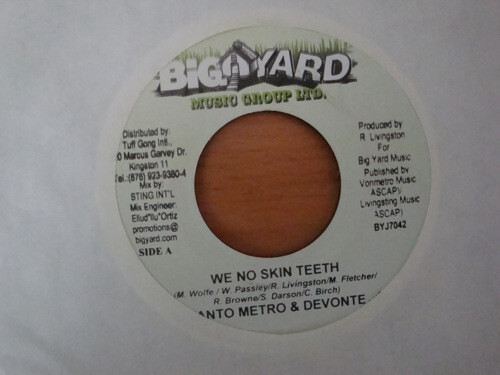 BiG YARD
MUSIC GROUP LTD.
Distributed by:
Tuff Gong Intl.,
0 Marcus Garvey Dr.
Kingston 11
Tel.(876) 923-9380-4
Mix by:
STING INT'L
Mix Engineer:
Ellud"Ilu"Ortiz
promotions@
bigyard.com
SIDE A
Produced by
R. Livingston
For
Big Yard Music
Published by
Vonmetro Music
ASCAP)/
Livingsting Music
ASCAP)
BYJ7042
WE NO SKIN TEETH
(M. Wolfe / W. Passley/R. Livingston/M. Fletcher/
R. Browne/S. Darson/C. Birch)
ANTO METRO & DEVONTE